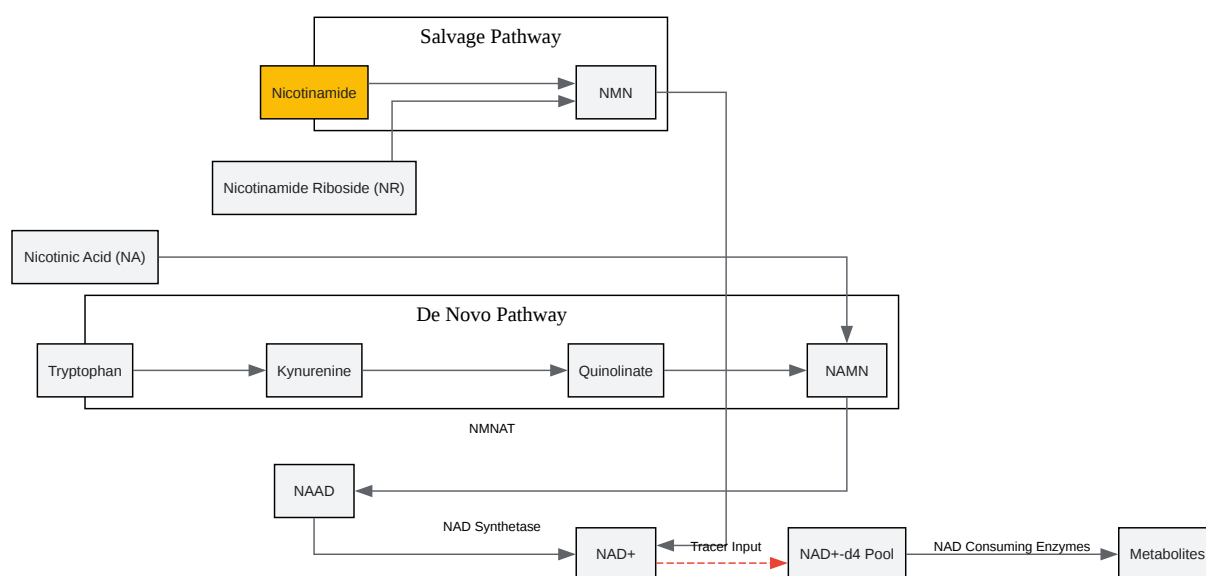 Salvage Pathway
Nicotinamide
NMN
Nicotinamide Riboside (NR)
Nicotinic Acid (NA)
De Novo Pathway
Tryptophan
Kynurenine
Quinolinate
NAMN
NMNAT
NAAD
NAD Synthetase
NAD+
Tracer Input
NAD+-d4 Pool
NAD Consuming Enzymes
Metabolites